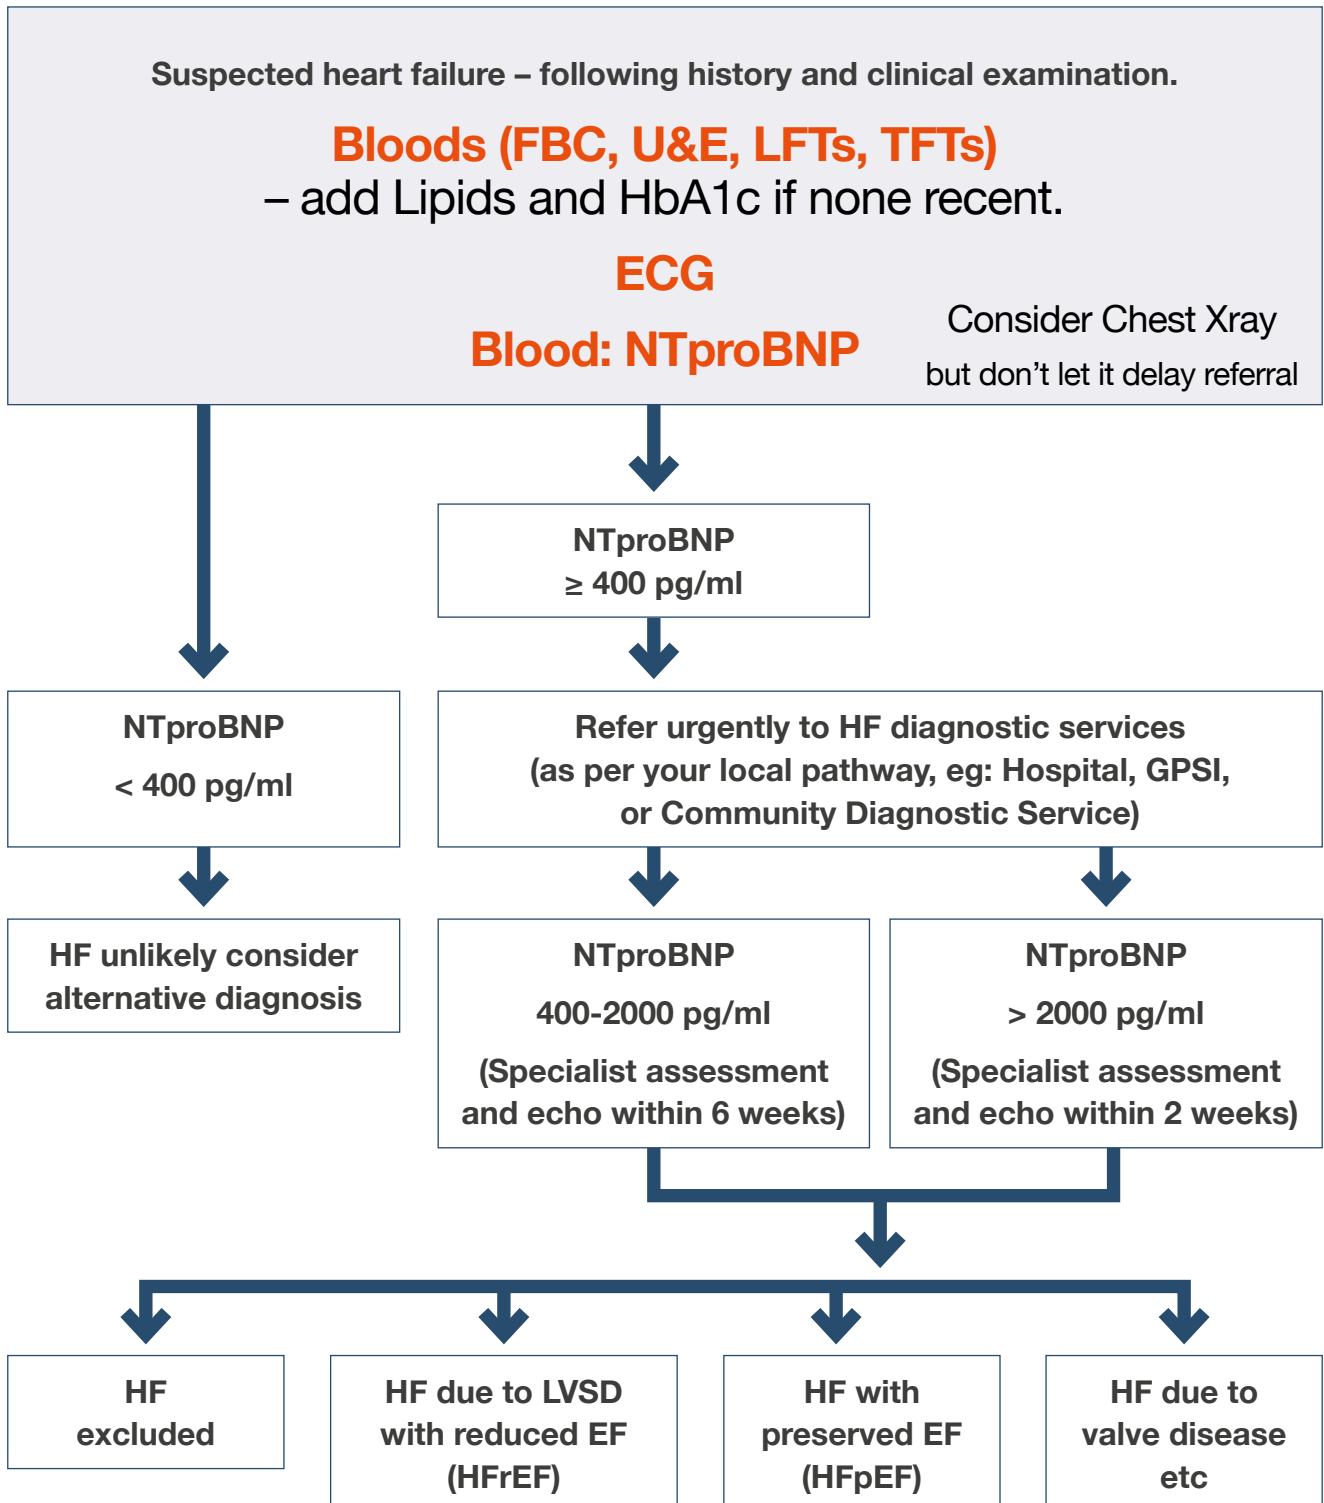 Suspected heart failure – following history and clinical examination.
Bloods (FBC, U&E, LFTs, TFTs)
– add Lipids and HbA1c if none recent.
ECG
Blood: NTproBNP
Consider Chest Xray
but don’t let it delay referral
NTproBNP
≥ 400 pg/ml
NTproBNP
< 400 pg/ml
Refer urgently to HF diagnostic services
(as per your local pathway, eg: Hospital, GPSI,
or Community Diagnostic Service)
HF unlikely consider
alternative diagnosis
NTproBNP
400-2000 pg/ml
(Specialist assessment
and echo within 6 weeks)
NTproBNP
> 2000 pg/ml
(Specialist assessment
and echo within 2 weeks)
HF
excluded
HF due to LVSD
with reduced EF
(HFrEF)
HF with
preserved EF
(HFpEF)
HF due to
valve disease
etc